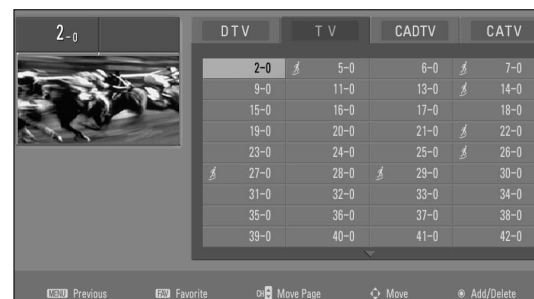 2-0
DTV TV CADTV CATV
2-0 5-0 6-0 7-0
9-0 11-0 13-0 14-0
15-0 16-0 17-0 18-0
19-0 20-0 21-0 22-0
23-0 24-0 25-0 26-0
27-0 28-0 29-0 30-0
31-0 32-0 33-0 34-0
35-0 36-0 37-0 38-0
39-0 40-0 41-0 42-0
MENU Previous FAV Favorite CH Move Page Move Add/Delete